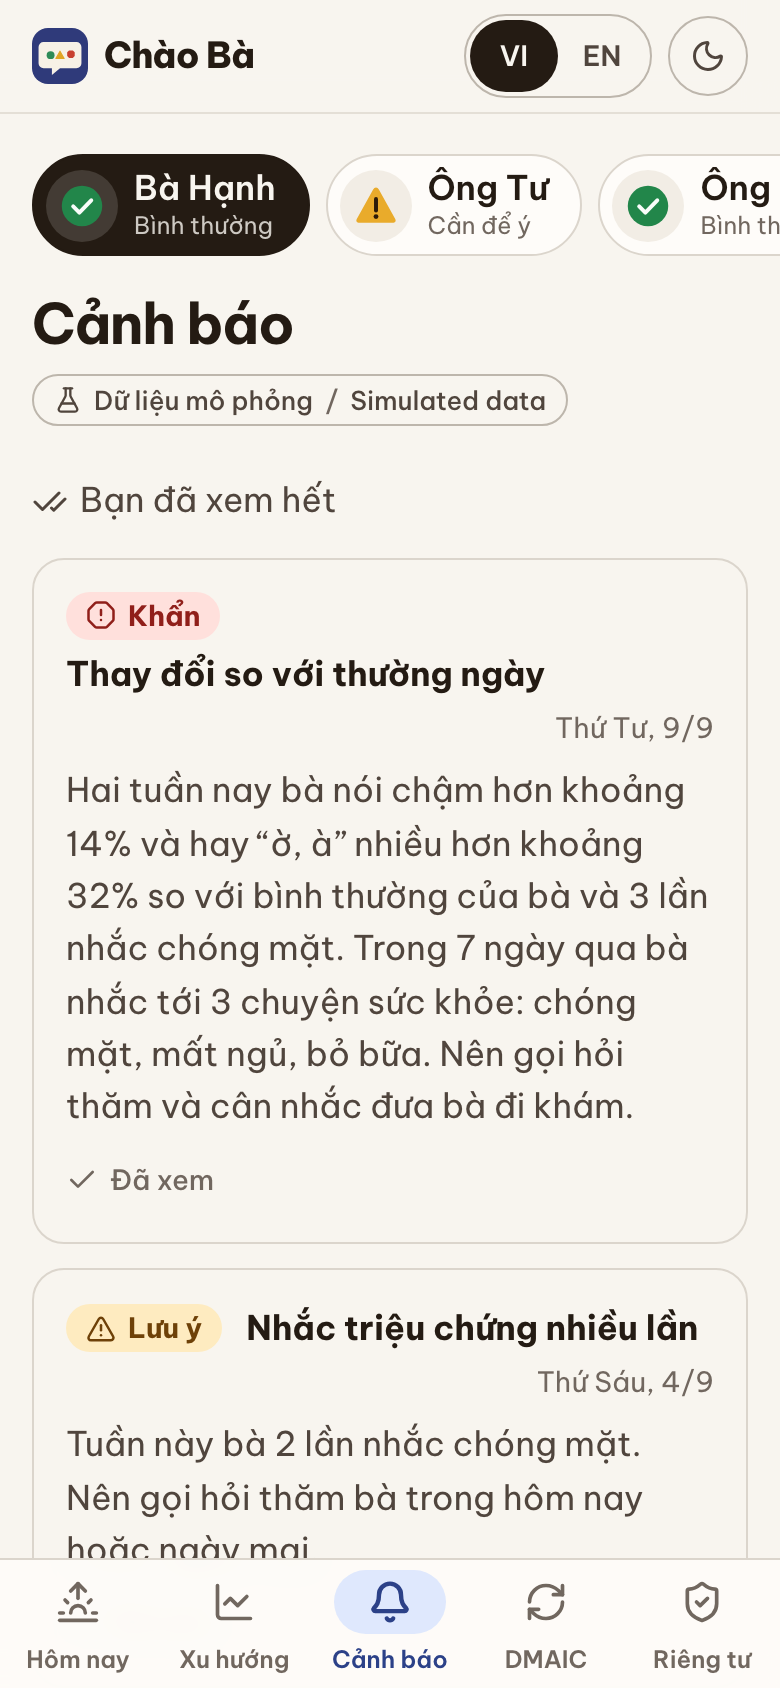 Chào Bà
VI EN
Bà Hạnh
Bình thường
Ông Tư
Cần để ý
Ông
Bình th
Cảnh báo
Dữ liệu mô phỏng / Simulated data
Bạn đã xem hết
Khẩn
Thay đổi so với thường ngày
Thứ Tư, 9/9
Hai tuần nay bà nói chậm hơn khoảng
14% và hay “ờ, à” nhiều hơn khoảng
32% so với bình thường của bà và 3 lần
nhắc chóng mặt. Trong 7 ngày qua bà
nhắc tới 3 chuyện sức khỏe: chóng
mặt, mất ngủ, bỏ bữa. Nên gọi hỏi
thăm và cân nhắc đưa bà đi khám.
Đã xem
Lưu ý Nhắc triệu chứng nhiều lần
Thứ Sáu, 4/9
Tuần này bà 2 lần nhắc chóng mặt.
Nên gọi hỏi thăm bà trong hôm nay
hoặc ngày mai
Hôm nay Xu hướng Cảnh báo DMAIC Riêng tư